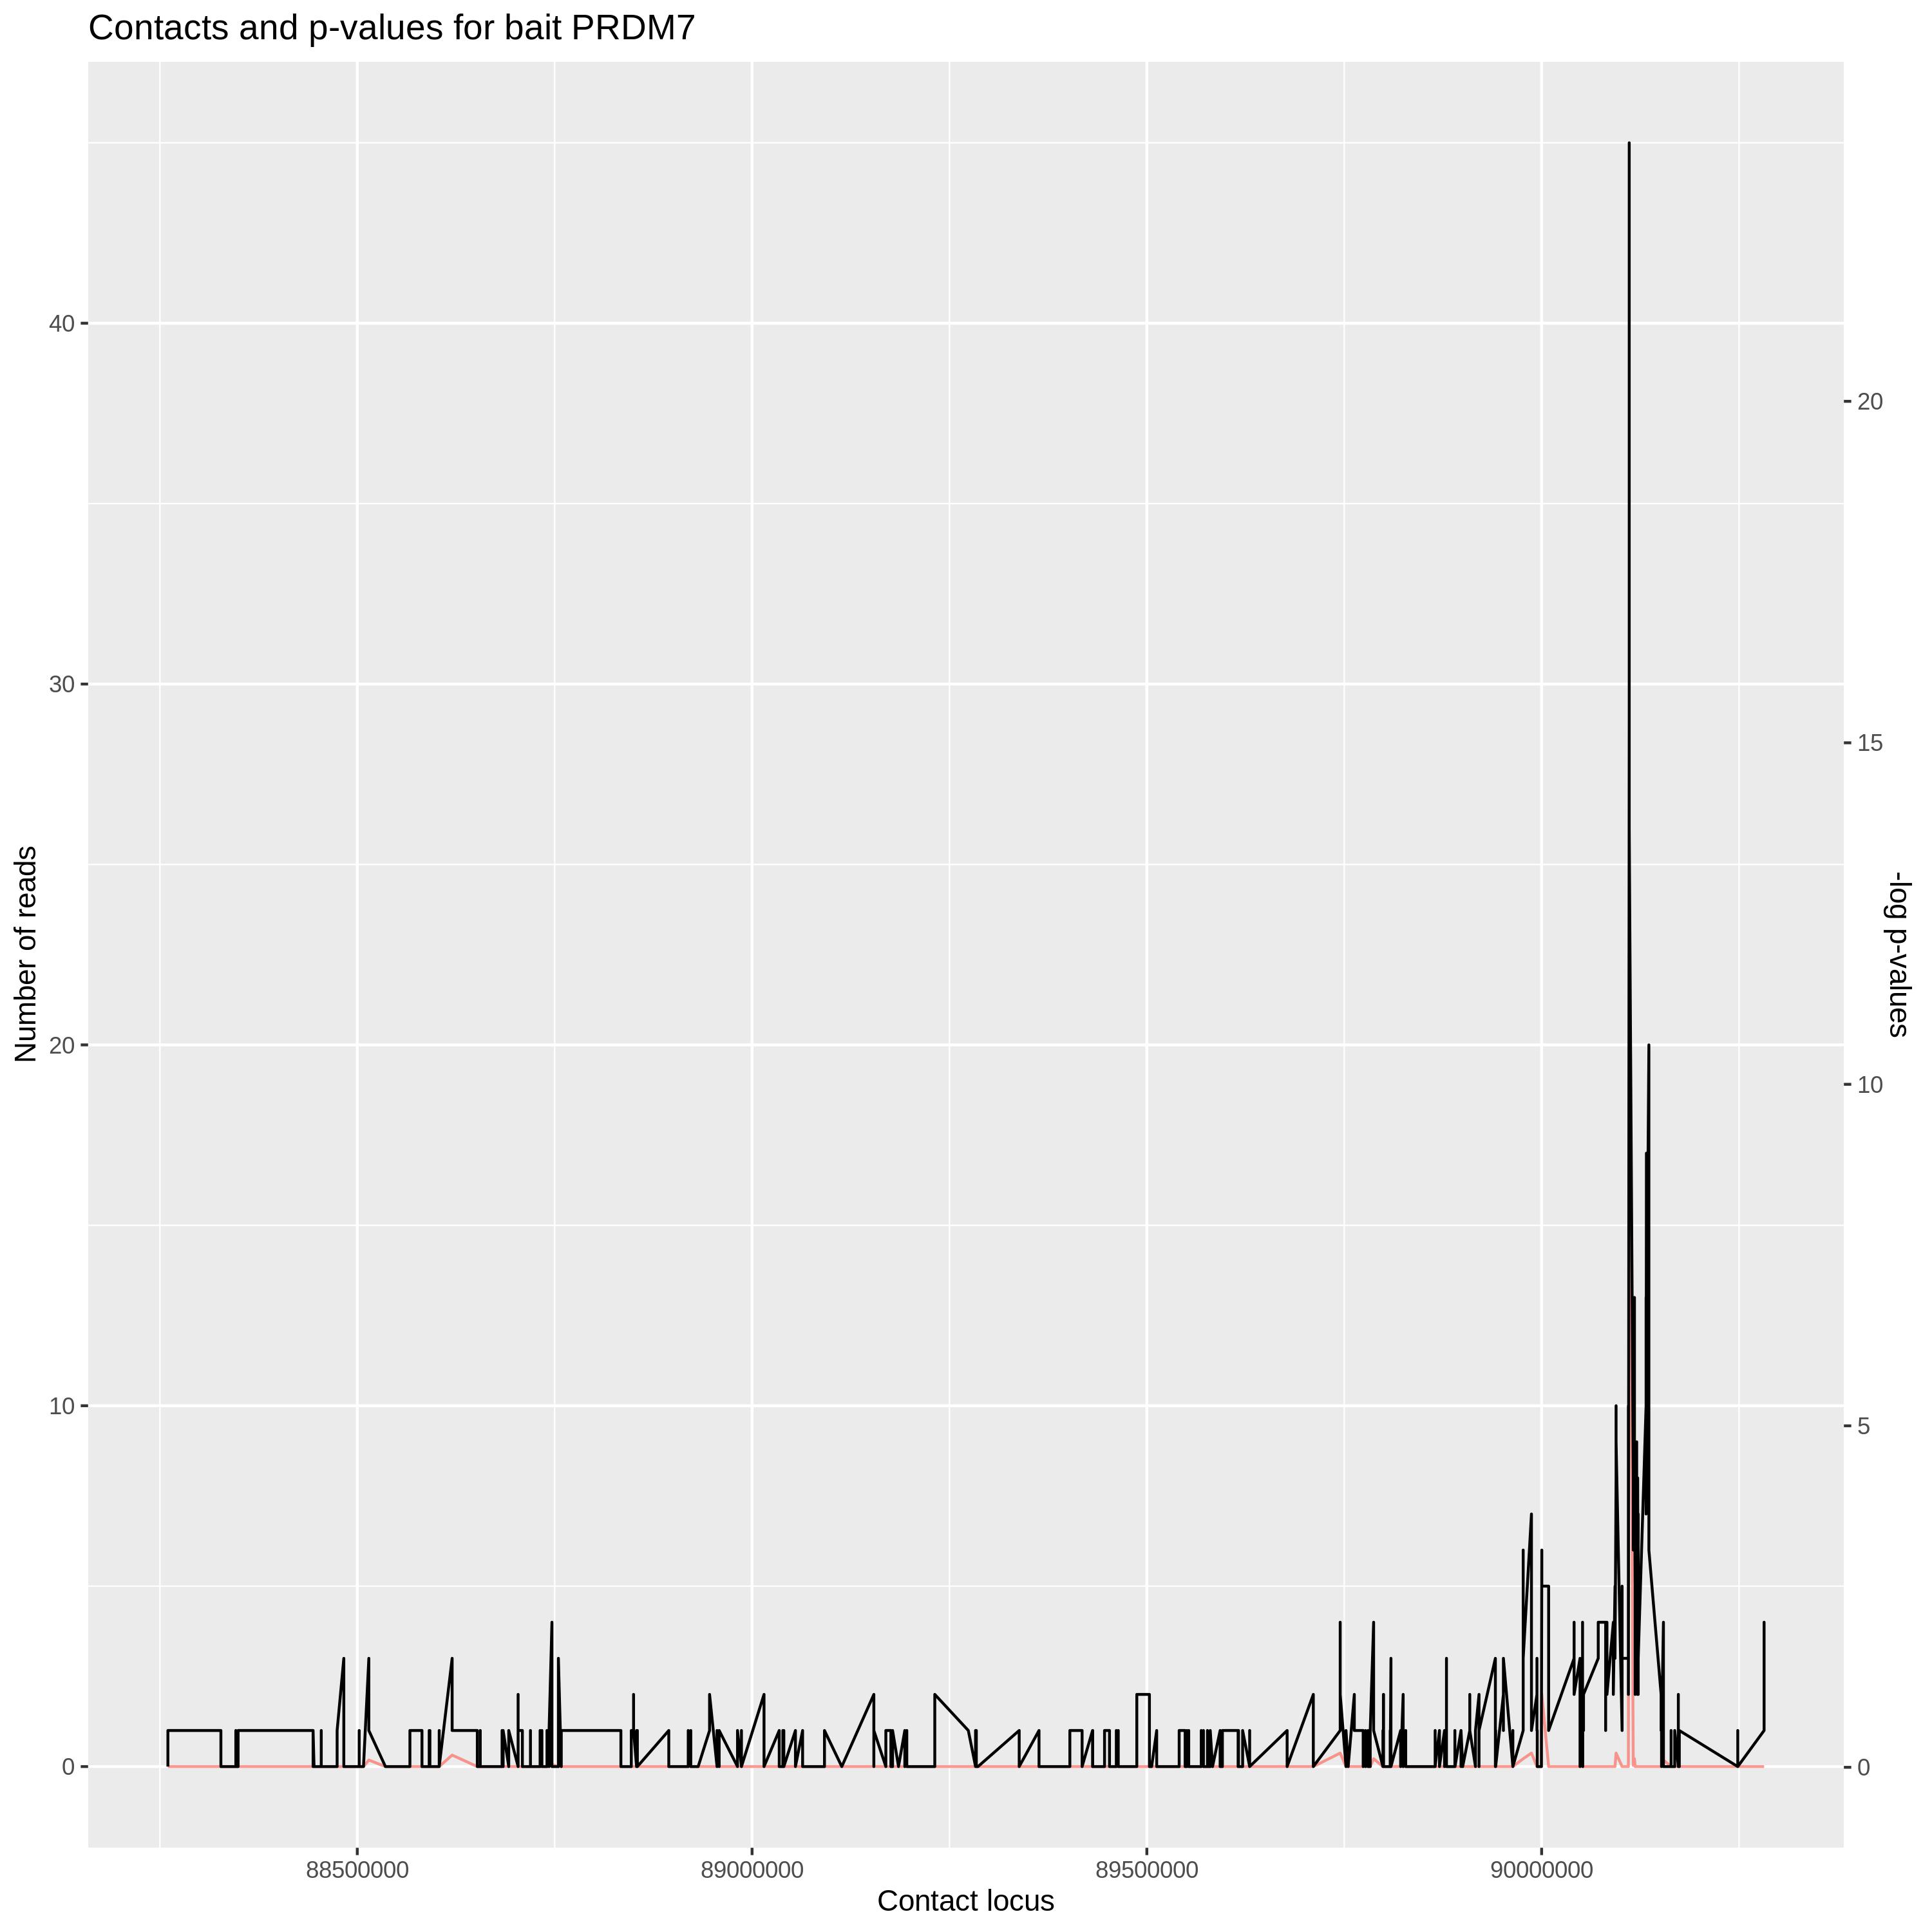 Contacts and p-values for bait PRDM7
40
30
20
10
0
Number of reads
20
15
10
5
0
-log p-values
88500000 89000000 89500000 90000000
Contact locus